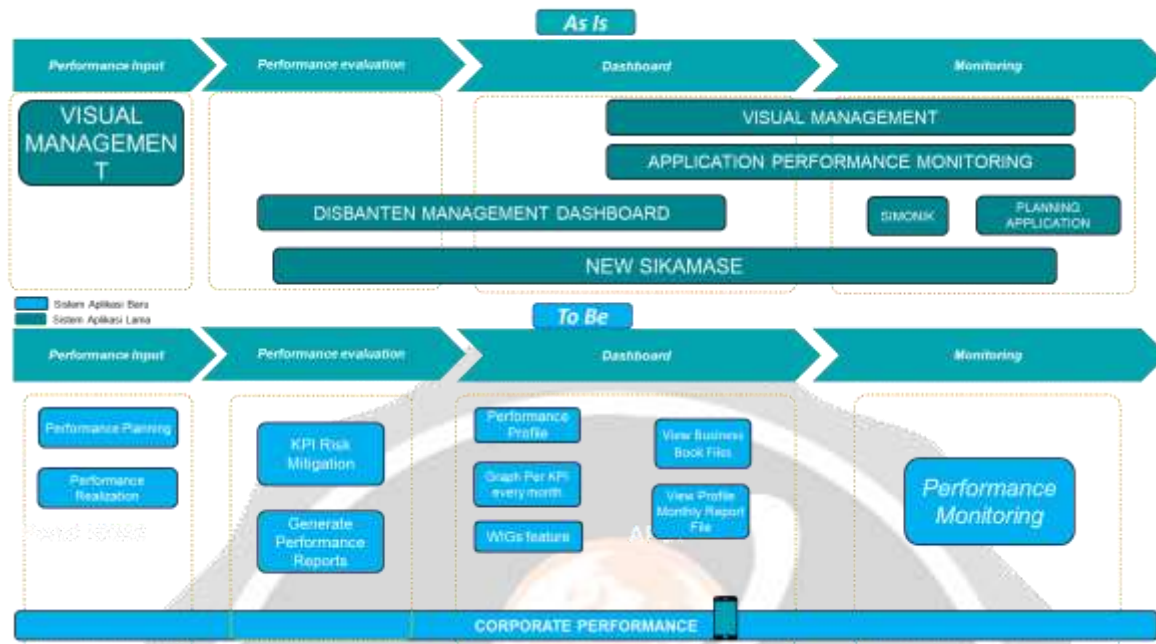 As Is
Performance Input
Performance evaluation
Dashboard
Monitoring
VISUAL
MANAGEMEN
T
VISUAL MANAGEMENT
APPLICATION PERFORMANCE MONITORING
DISBANTEN MANAGEMENT DASHBOARD
SIMONIK
PLANNING
APPLICATION
NEW SIKAMASE
Sistem Aplikasi Baru
Sistem Aplikasi Lama
To Be
Performance Input
Performance evaluation
Dashboard
Monitoring
Performance Planning
Performance
Realization
KPI Risk
Mitigation
Generate
Performance
Reports
Performance
Profile
Graph Per KPI
every month
WIGs feature
View Business
Book Files
View Profile
Monthly Report
File
Performance
Monitoring
CORPORATE PERFORMANCE